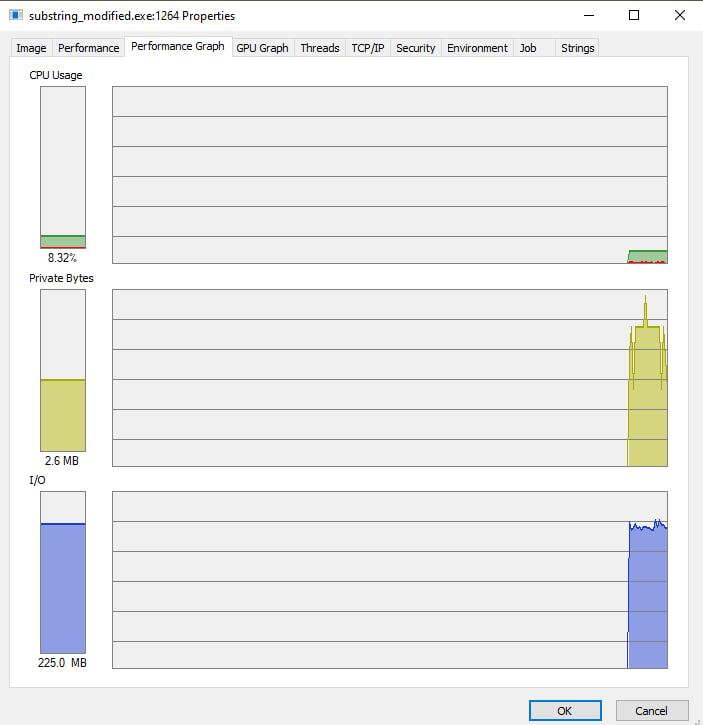 substring_modified.exe:1264 Properties
Image Performance Performance Graph GPU Graph Threads TCP/IP Security Environment Job Strings
CPU Usage
8.32%
Private Bytes
2.6 MB
I/O
225.0 MB
OK Cancel